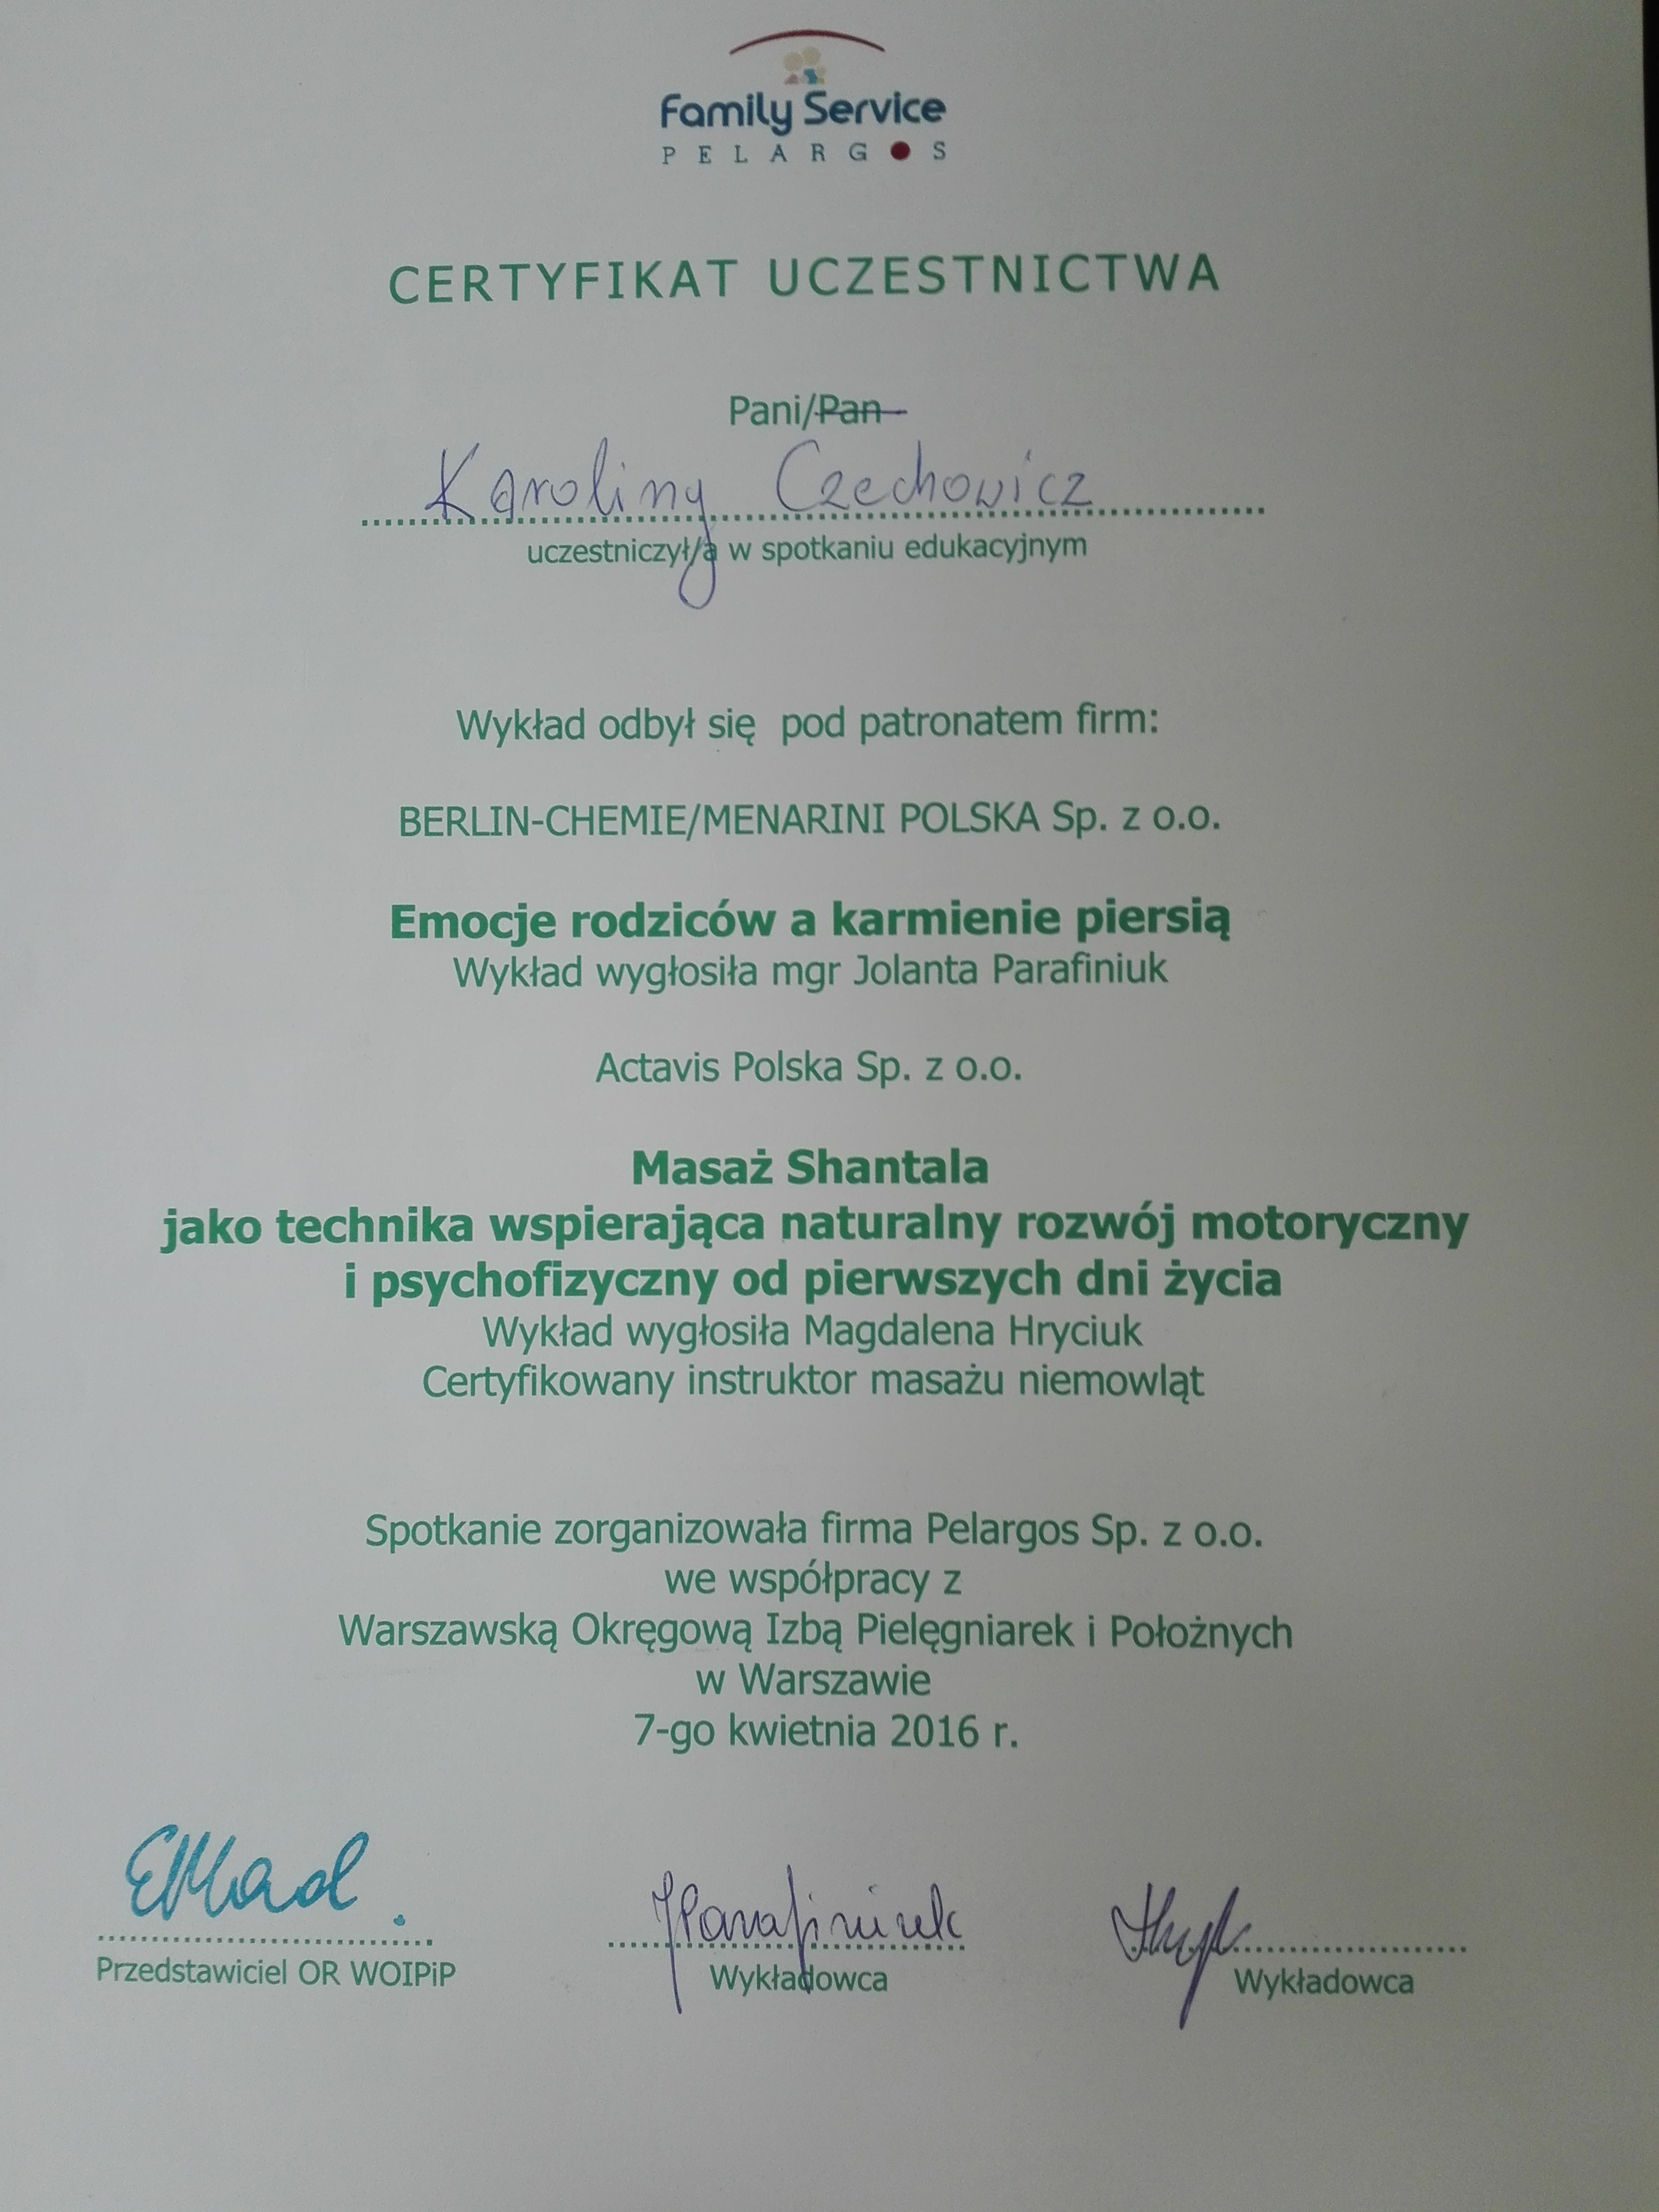 Family Service
PELARGOS
CERTYFIKAT UCZESTNICTWA
Pani/Pan
Karoliny Czechowicz
uczestniczył/a w spotkaniu edukacyjnym
Wykład odbył się pod patronatem firm:
BERLIN-CHEMIE/MENARINI POLSKA Sp. z o.o.
Emocje rodziców a karmienie piersią
Wykład wygłosiła mgr Jolanta Parafiniuk
Actavis Polska Sp. z o.o.
Masaż Shantala
jako technika wspierająca naturalny rozwój motoryczny
i psychofizyczny od pierwszych dni życia
Wykład wygłosiła Magdalena Hryciuk
Certyfikowany instruktor masażu niemowląt
Spotkanie zorganizowała firma Pelargos Sp. z o.o.
we współpracy z
Warszawską Okręgową Izbą Pielęgniarek i Położnych
w Warszawie
7-go kwietnia 2016 r.
JParafiniuk
Przedstawiciel OR WOIPiP
Wykładowca
Wykładowca